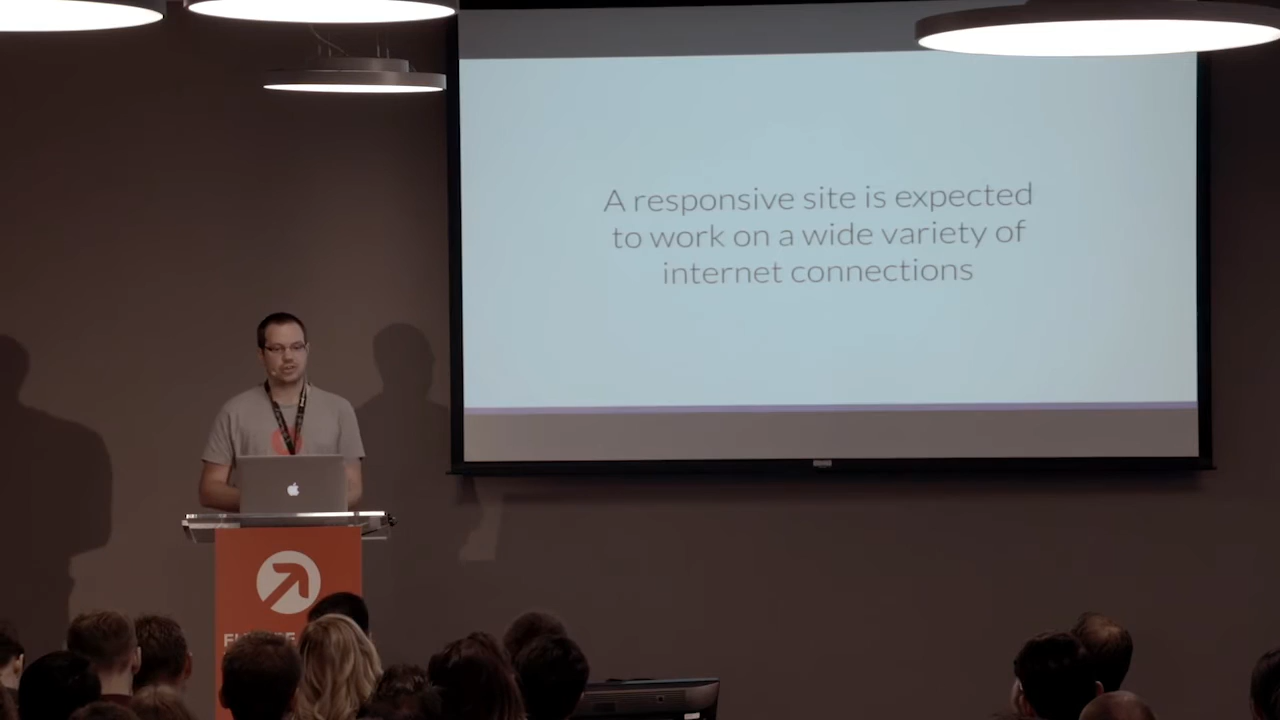 A responsive site is expected
to work on a wide variety of
internet connections